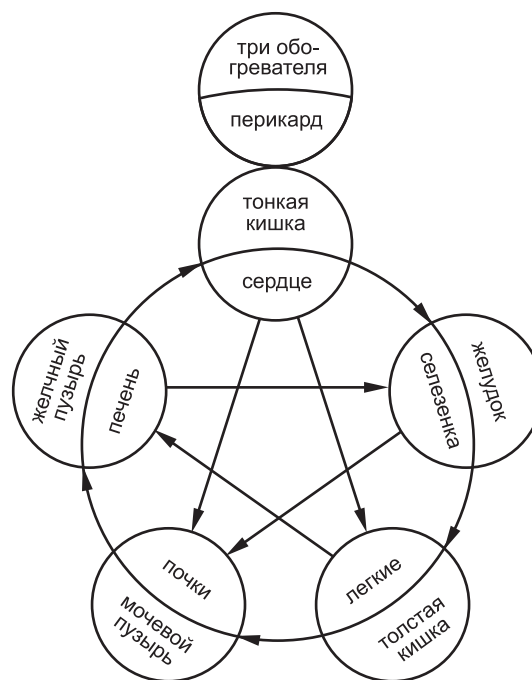 три обо-
гревателя
перикард
тонкая
кишка
сердце
желчный
пузырь
печень
селезенка
желудок
почки
мочевой
пузырь
легкие
толстая
кишка